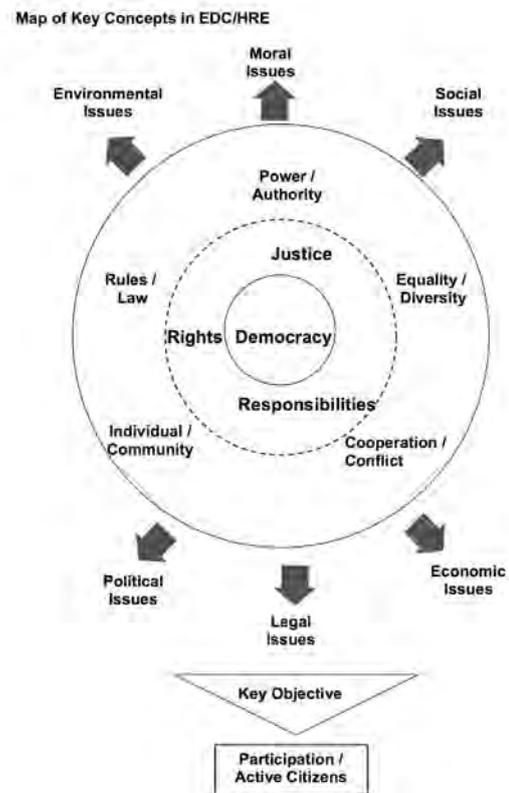 Map of Key Concepts in EDC/HRE
Moral
Issues
Environmental
Issues
Social
Issues
Power /
Authority
Justice
Rules /
Law
Equality /
Diversity
Rights
Democracy
Responsibilities
Individual /
Community
Cooperation /
Conflict
Political
Issues
Economic
Issues
Legal
Issues
Key Objective
Participation /
Active Citizens